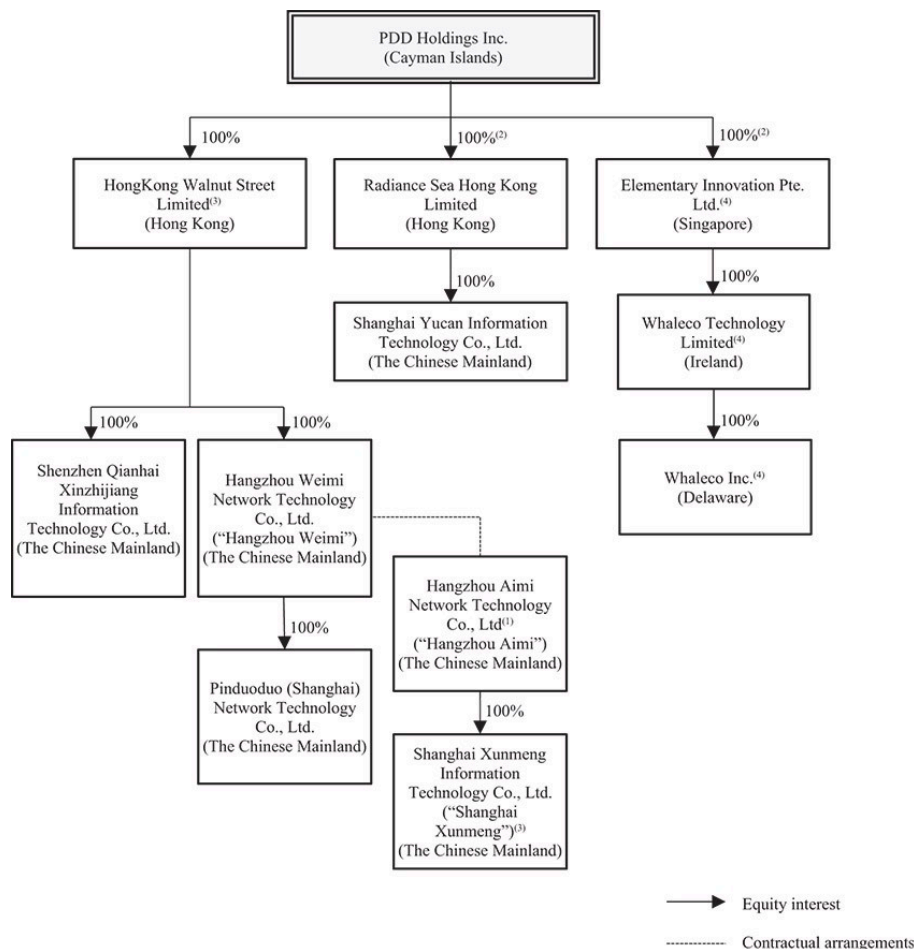 PDD Holdings Inc.
(Cayman Islands)
100%
100%(2)
100%(2)
HongKong Walnut Street
Limited(3)
(Hong Kong)
Radiance Sea Hong Kong
Limited
(Hong Kong)
Elementary Innovation Pte.
Ltd.(4)
(Singapore)
100%
100%
Shanghai Yucan Information
Technology Co., Ltd.
(The Chinese Mainland)
Whaleco Technology
Limited(4)
(Ireland)
100%
100%
100%
Shenzhen Qianhai
Xinzhijiang
Information
Technology Co., Ltd.
(The Chinese Mainland)
Hangzhou Weimi
Network Technology
Co., Ltd.
(“Hangzhou Weimi”)
(The Chinese Mainland)
Whaleco Inc.(4)
(Delaware)
Hangzhou Aimi
Network Technology
Co., Ltd(1)
(“Hangzhou Aimi”)
(The Chinese Mainland)
100%
Pinduoduo (Shanghai)
Network Technology
Co., Ltd.
(The Chinese Mainland)
100%
Shanghai Xunmeng
Information
Technology Co., Ltd.
(“Shanghai
Xunmeng”)(3)
(The Chinese Mainland)
Equity interest
Contractual arrangements